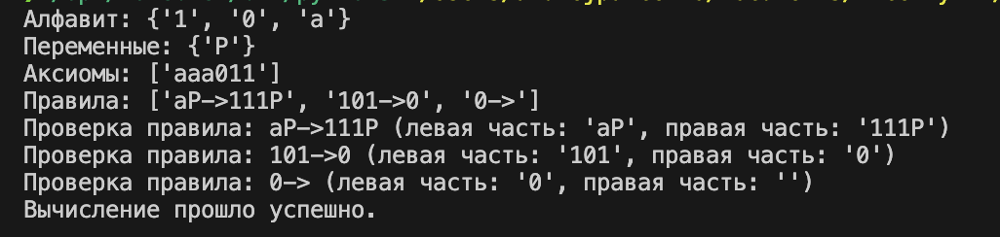 Алфавит: {'1', '0', 'a'}
Переменные: {'P'}
Аксиомы: ['aaa011']
Правила: ['aP->111P', '101->0', '0->']
Проверка правила: aP->111P (левая часть: 'aP', правая часть: '111P')
Проверка правила: 101->0 (левая часть: '101', правая часть: '0')
Проверка правила: 0-> (левая часть: '0', правая часть: '')
Вычисление прошло успешно.